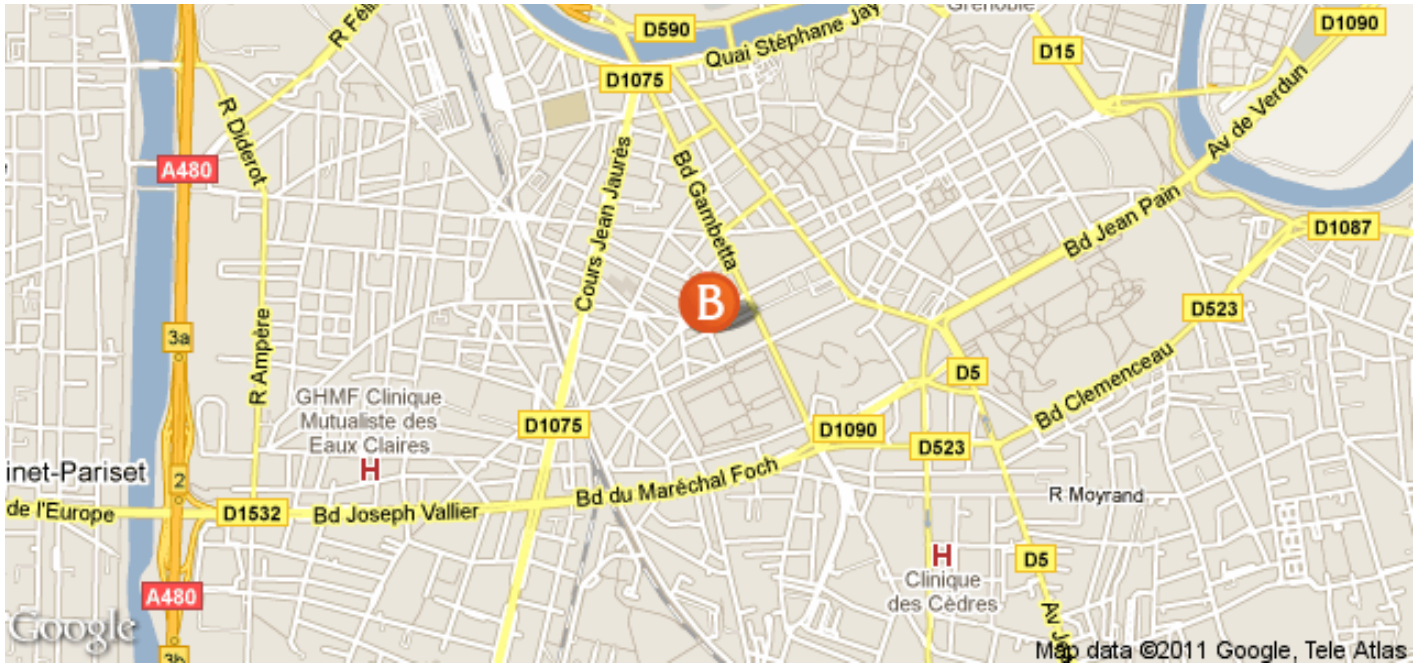 Grenoble
D590
D1090
R Féli
Quai Stéphane Jay
D15
D1075
R Diderot
Av de Verdun
Bd Gambetta
A480
Cours Jean Jaurès
Bd Jean Pain
D1087
B
D523
3a
R Ampère
D5
GHMF Clinique
Mutualiste des
Eaux Claires
H
Bd Clemenceau
D1075
D1090
D523
inet-Pariset
2
Bd du Maréchal Foch
R Moyrand
de l'Europe
D1532
Bd Joseph Vallier
H
Clinique
des Cèdres
D5
A480
Av Je
Google
3b
Map data ©2011 Google, Tele Atlas